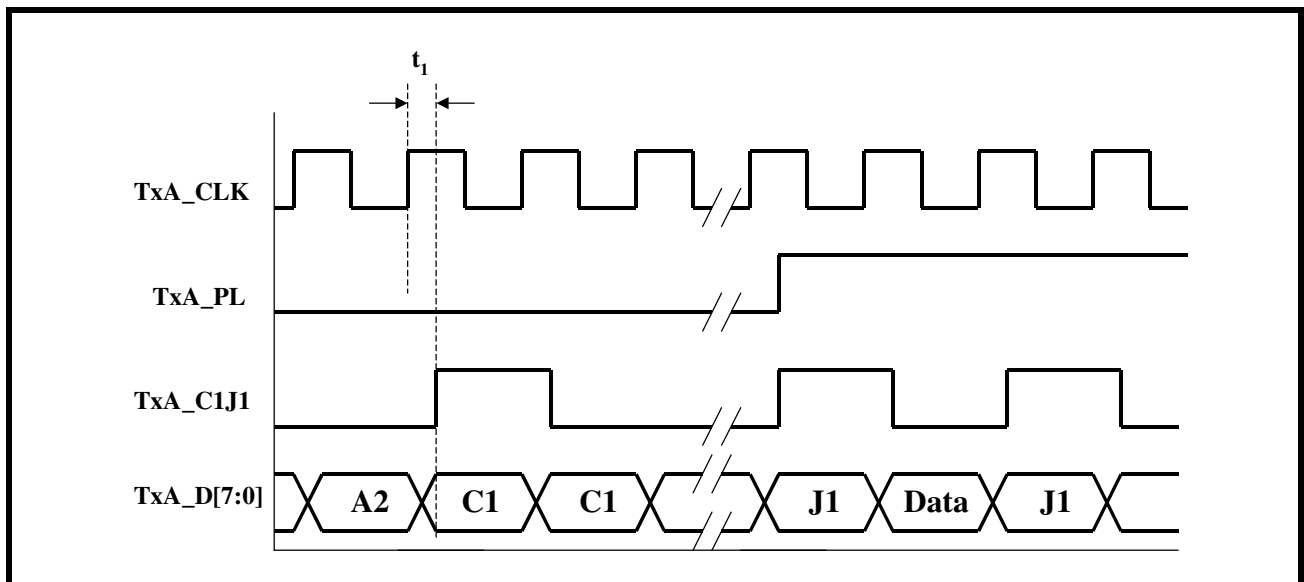 t1
TxA_CLK
TxA_PL
TxA_C1J1
TxA_D[7:0] A2 C1 C1 J1 Data J1